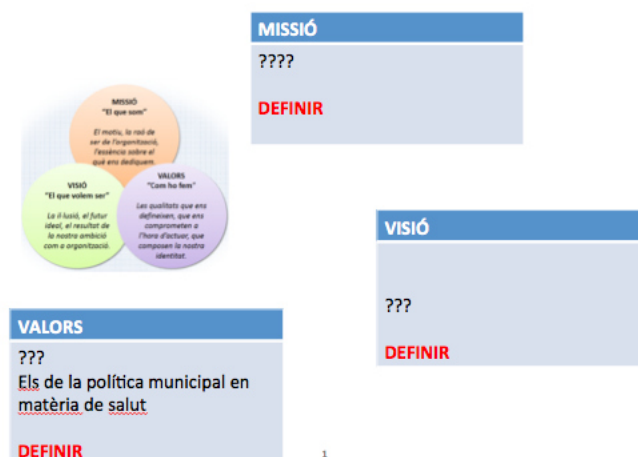 MISSIÓ
????
DEFINIR
MISSIÓ
"El que som"
El motiu, la raó de
ser de l'organització,
l'essència sobre el
què ens dediquem.
VISIÓ
"El que volem ser"
La il·lusió, el futur
ideal, el resultat de
la nostra ambició
com a organització.
VALORS
"Com ho fem"
Les qualitats que ens
defineixen, que ens
comprometen a
l'hora d'actuar, que
composen la nostra
identitat.
VISIÓ
???
DEFINIR
VALORS
???
Els de la política municipal en
matèria de salut
DEFINIR
1